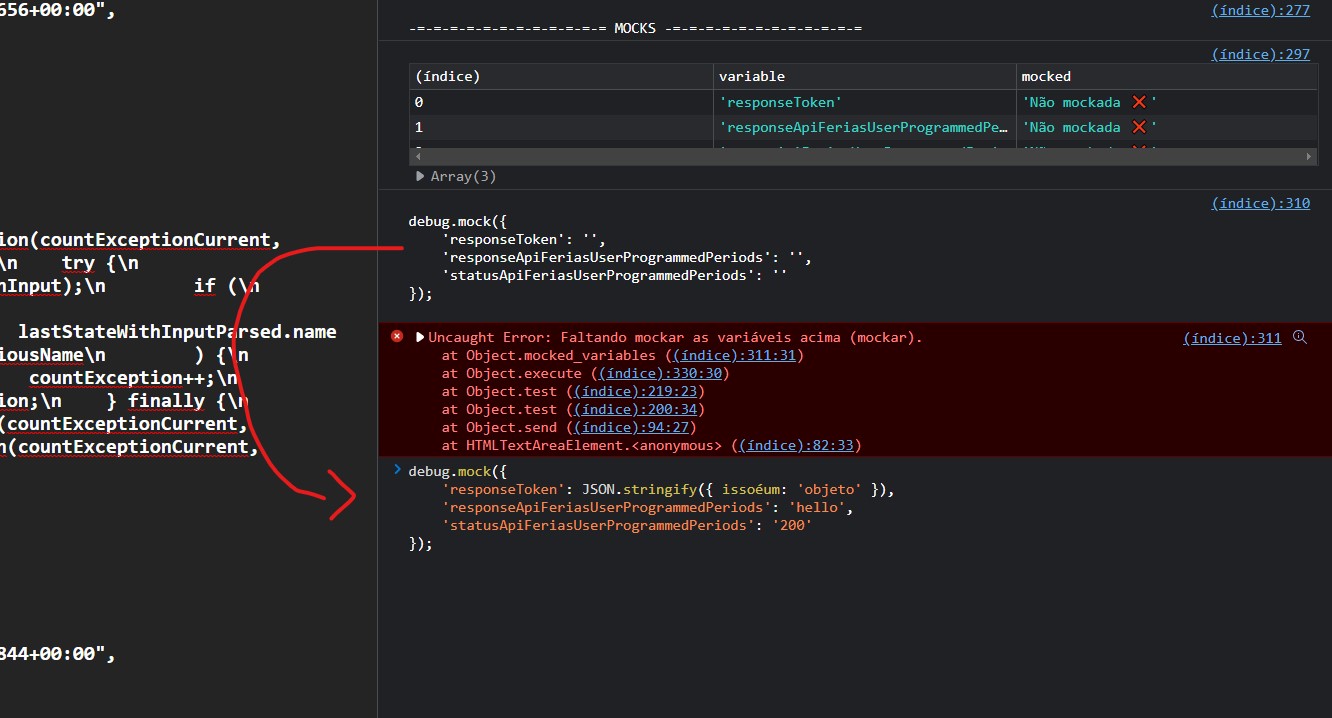 656+00:00",
ion(countExceptionCurrent,
\n    try {\n
nInput);\n        if (\n
lastStateWithInputParsed.name
iousName\n        ) {\n
countException++;\n
ion;\n    } finally {\n
(countExceptionCurrent,
n(countExceptionCurrent,
844+00:00",
(índice):277
-=-=-=-=-=-=-=-=-=-=-=-= MOCKS -=-=-=-=-=-=-=-=-=-=-=-=
(índice):297
(índice) variable mocked
0 'responseToken' 'Não mockada ❌ '
1 'responseApiFeriasUserProgrammedPe… 'Não mockada ❌ '
▶ Array(3)
(índice):310
debug.mock({
    'responseToken': '',
    'responseApiFeriasUserProgrammedPeriods': '',
    'statusApiFeriasUserProgrammedPeriods': ''
});
▶Uncaught Error: Faltando mockar as variáveis acima (mockar). (índice):311
    at Object.mocked_variables ((índice):311:31)
    at Object.execute ((índice):330:30)
    at Object.test ((índice):219:23)
    at Object.test ((índice):200:34)
    at Object.send ((índice):94:27)
    at HTMLTextAreaElement.<anonymous> ((índice):82:33)
> debug.mock({
    'responseToken': JSON.stringify({ issoéum: 'objeto' }),
    'responseApiFeriasUserProgrammedPeriods': 'hello',
    'statusApiFeriasUserProgrammedPeriods': '200'
});